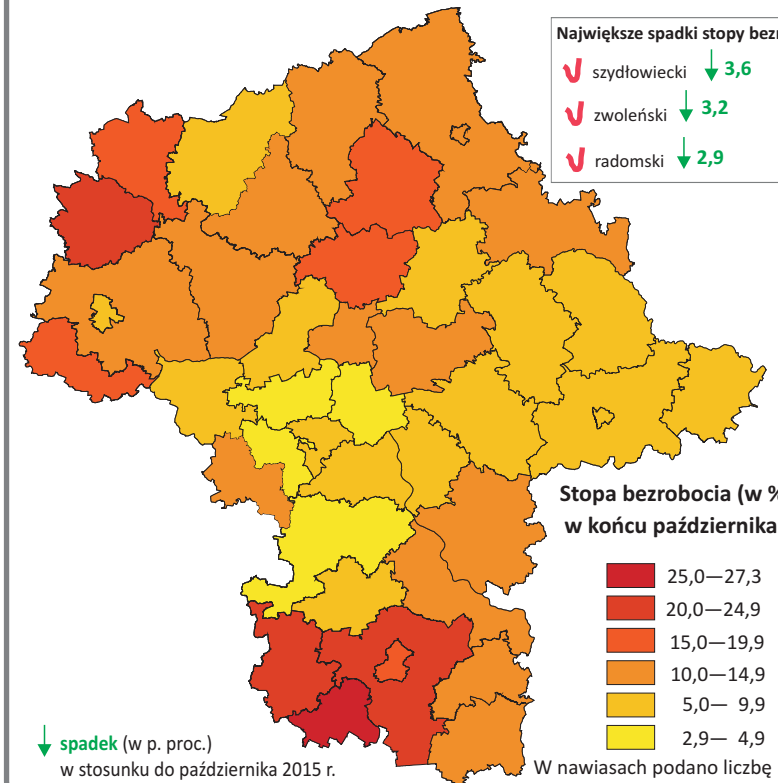 Największe spadki stopy bezr
szydłowiecki 3,6
zwoleński 3,2
radomski 2,9
Stopa bezrobocia (w %
w końcu października
25,0—27,3
20,0—24,9
15,0—19,9
10,0—14,9
5,0— 9,9
2,9— 4,9
spadek (w p. proc.)
w stosunku do października 2015 r.
W nawiasach podano liczbę